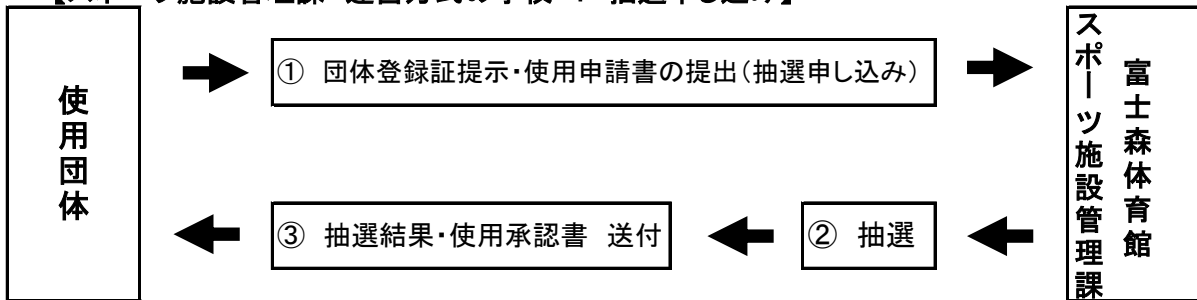 使用団体
① 団体登録証提示・使用申請書の提出(抽選申し込み)
スポーツ施設管理課
富士森体育館
② 抽選
③ 抽選結果・使用承認書 送付